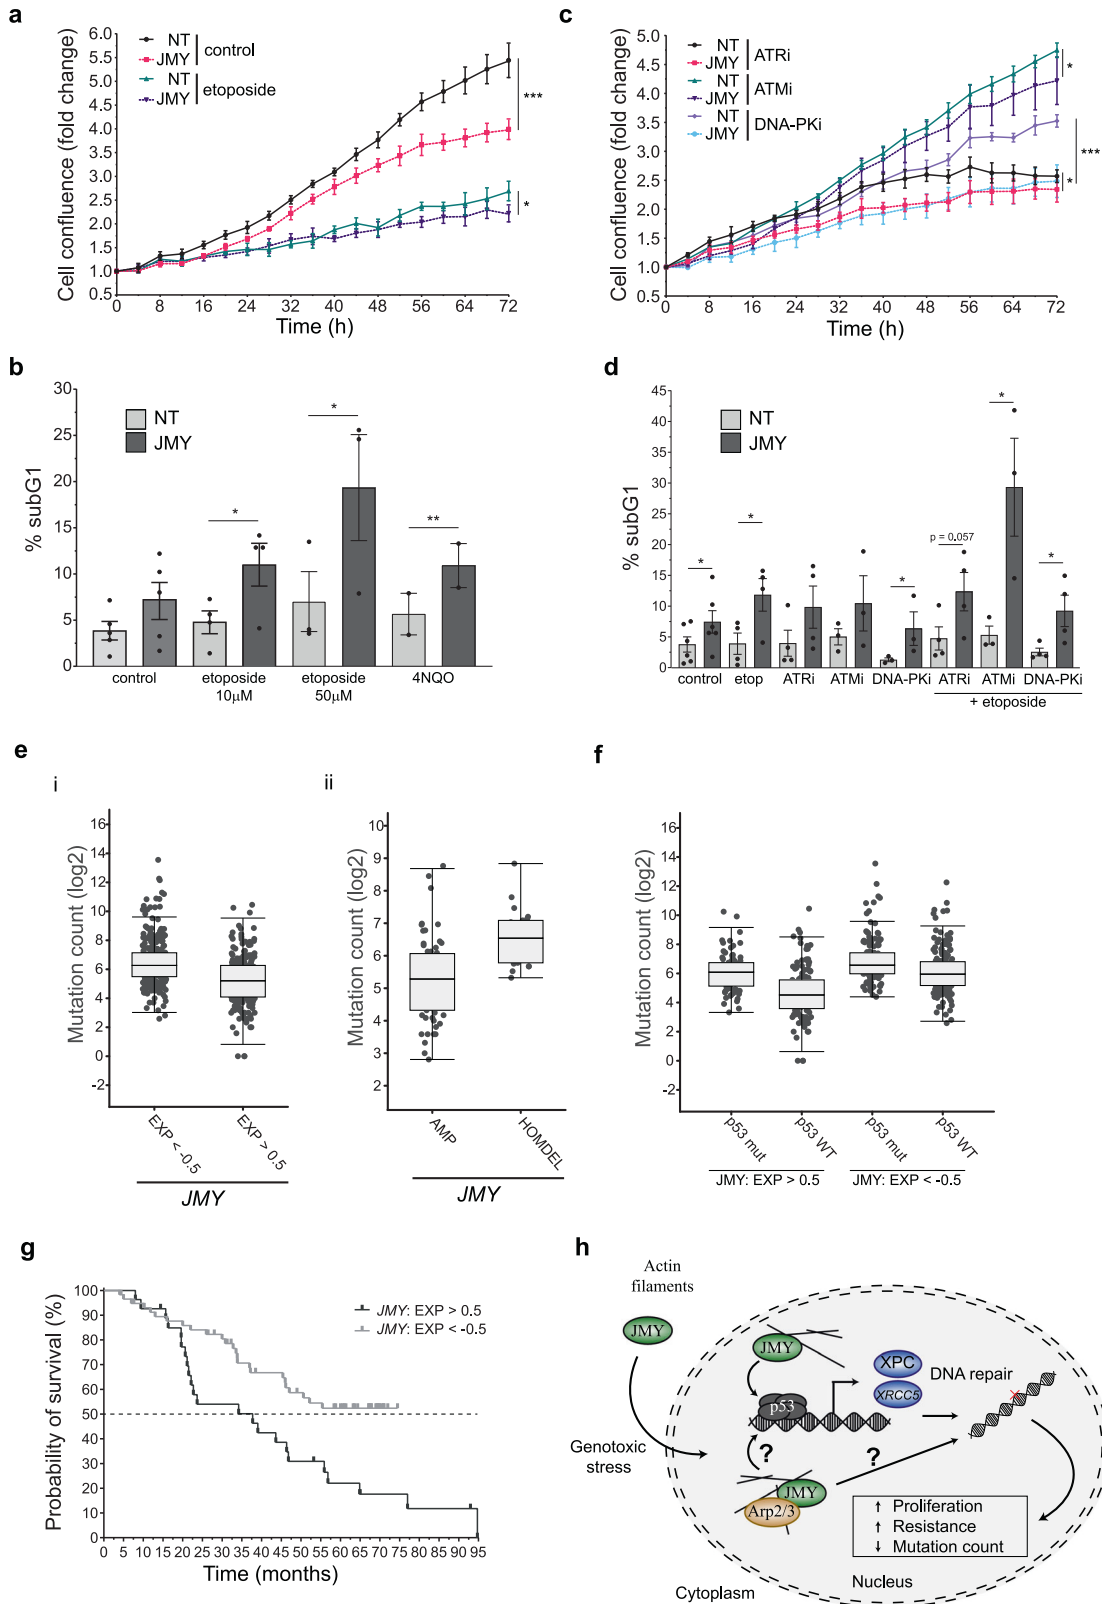 a
Cell confluence (fold change)
6.0
5.5
5.0
4.5
4.0
3.5
3.0
2.5
2.0
1.5
1.0
0.5
NT
JMY
control
NT
JMY
etoposide
***
*
0 8 16 24 32 40 48 56 64 72
Time (h)
c
Cell confluence (fold change)
5.0
4.5
4.0
3.5
3.0
2.5
2.0
1.5
1.0
0.5
NT
JMY
ATRi
NT
JMY
ATMi
NT
JMY
DNA-PKi
*
***
*
0 8 16 24 32 40 48 56 64 72
Time (h)
b
% subG1
30
25
20
15
10
5
0
NT
JMY
*
*
**
control
etoposide 10µM
etoposide 50µM
4NQO
d
% subG1
45
40
35
30
25
20
15
10
5
0
NT
JMY
*
*
*
p = 0.057
*
*
control etop ATRi ATMi DNA-PKi ATRi ATMi DNA-PKi
+ etoposide
e
i
Mutation count (log2)
16
14
12
10
8
6
4
2
0
-2
EXP < -0.5
EXP > 0.5
JMY
ii
Mutation count (log2)
10
9
8
7
6
5
4
3
2
AMP
HOMDEL
JMY
f
Mutation count (log2)
16
14
12
10
8
6
4
2
0
-2
p53 mut
p53 WT
p53 mut
p53 WT
JMY: EXP > 0.5
JMY: EXP < -0.5
g
Probability of survival (%)
100
90
80
70
60
50
40
30
20
10
0
JMY: EXP > 0.5
JMY: EXP < -0.5
0 5 10 15 20 25 30 35 40 45 50 55 60 65 70 75 80 85 90 95
Time (months)
h
Actin
filaments
JMY
JMY
XPC
XRCC5
DNA repair
p53
Genotoxic
stress
?
?
JMY
Arp2/3
↑ Proliferation
↑ Resistance
↓ Mutation count
Nucleus
Cytoplasm